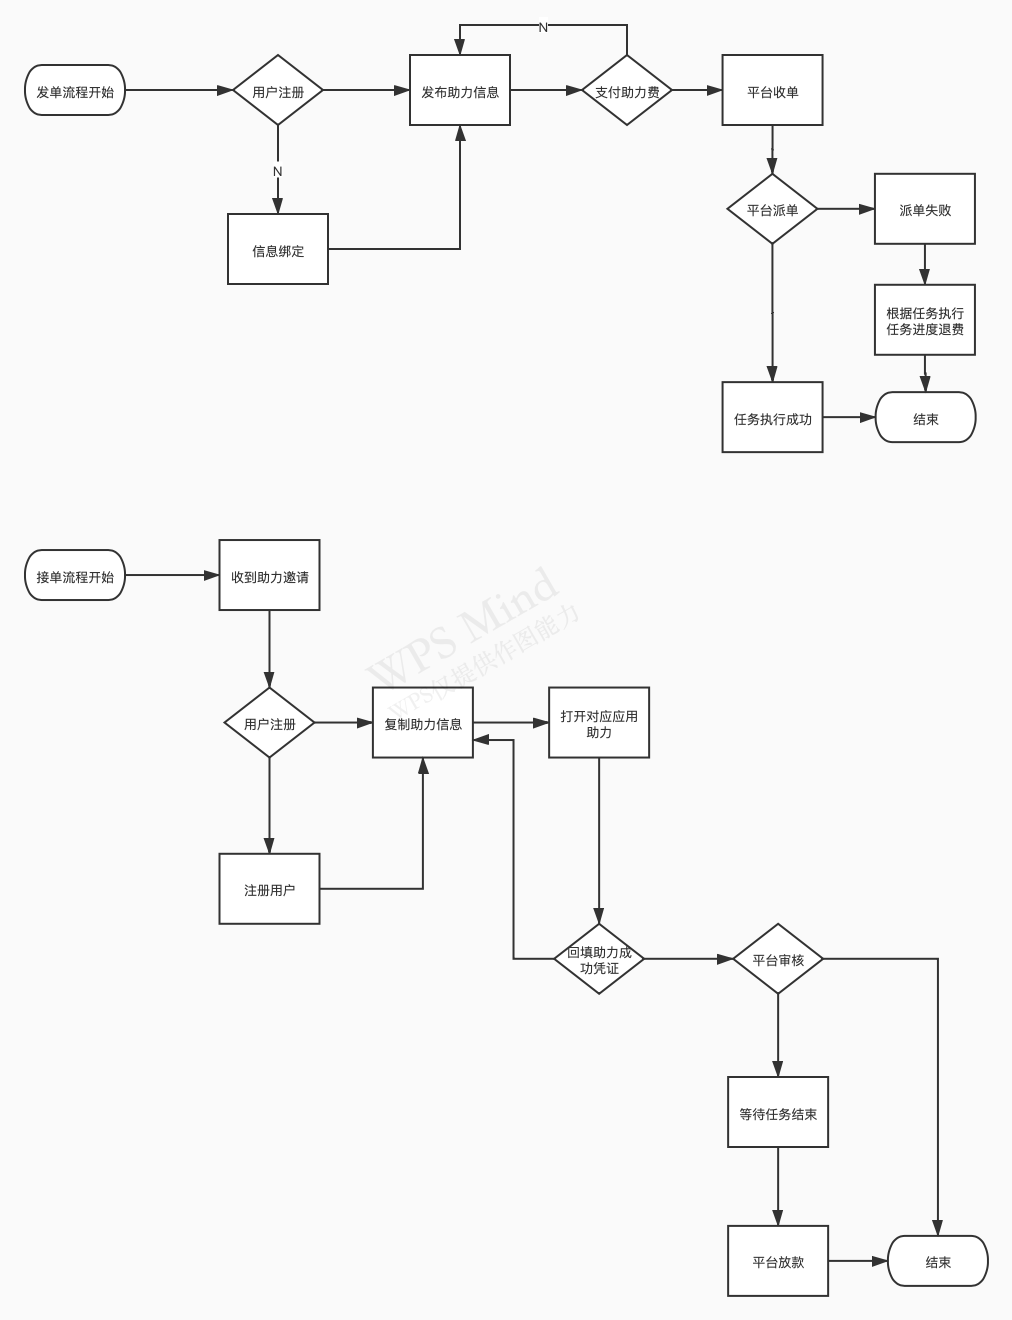 N
发单流程开始
用户注册
发布助力信息
支付助力费
平台收单
N
平台派单
派单失败
信息绑定
根据任务执行
任务进度退费
任务执行成功
结束
接单流程开始
收到助力邀请
WPS Mind
WPS仅提供作图能力
用户注册
复制助力信息
打开对应应用
助力
注册用户
回填助力成
功凭证
平台审核
等待任务结束
平台放款
结束